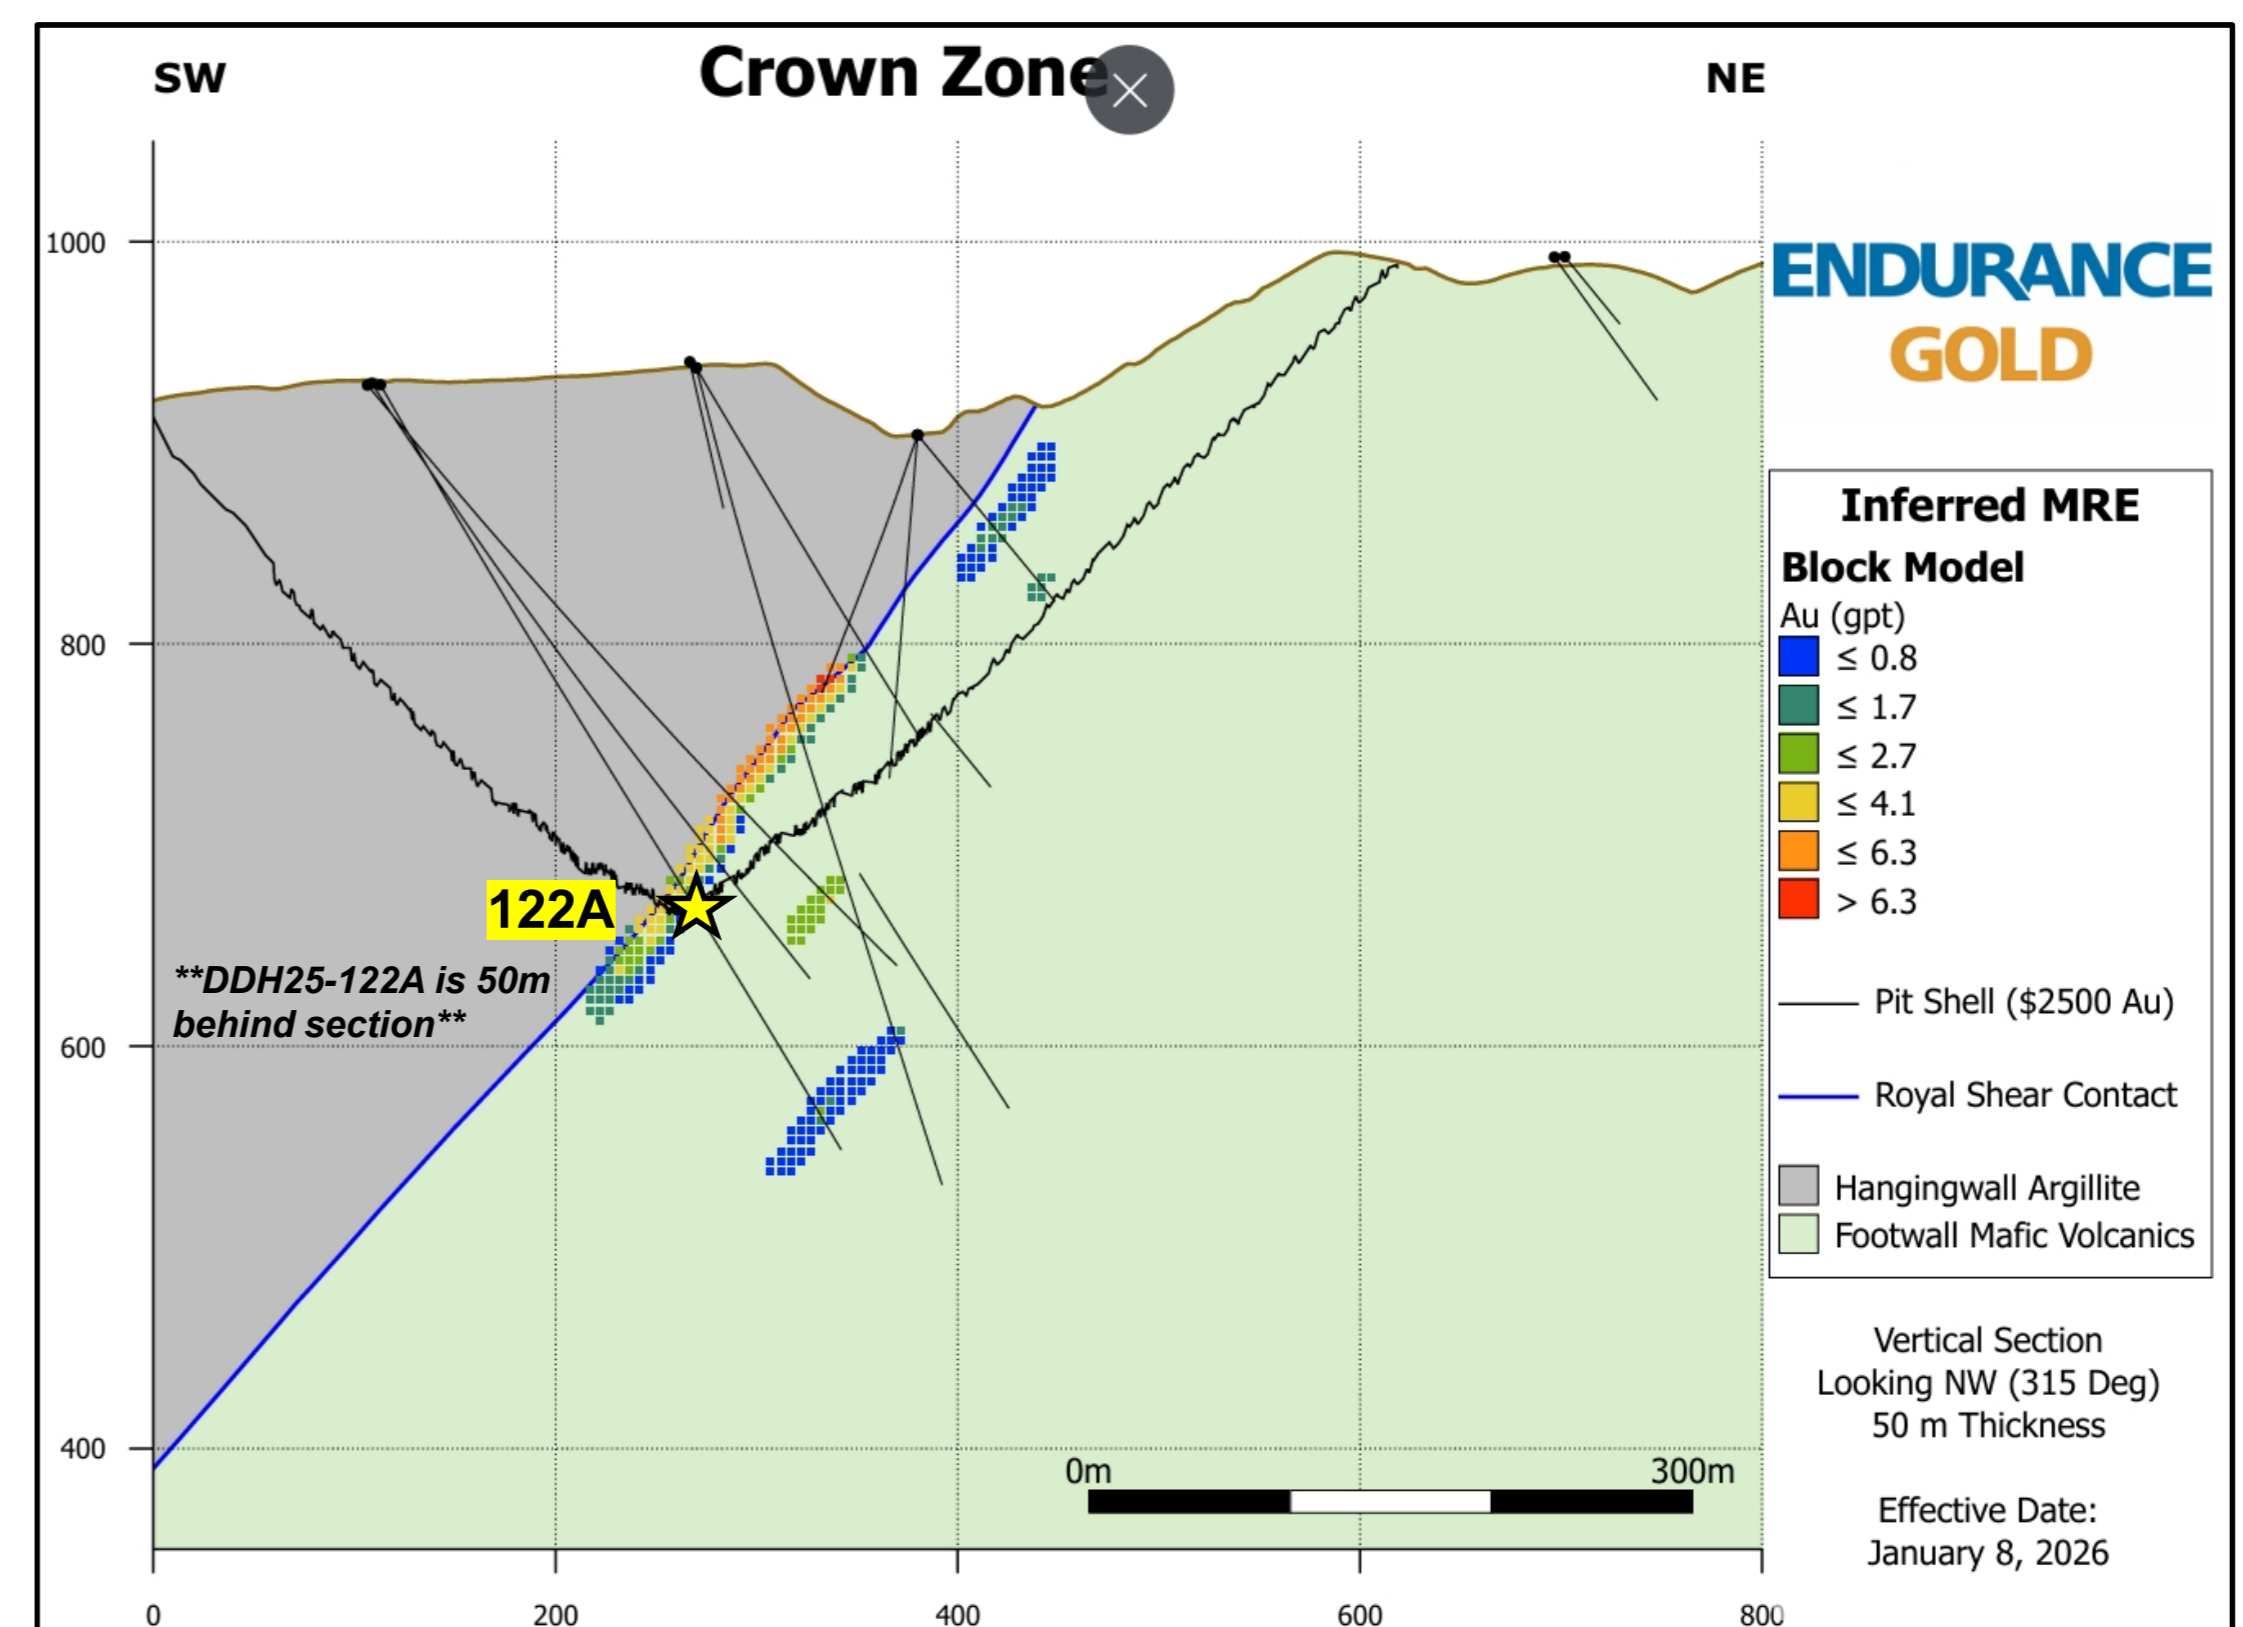 Crown Zone
SW
NE
1000
800
600
400
0
200
400
600
800
122A
**DDH25-122A is 50m
behind section**
0m
300m
ENDURANCE
GOLD
Inferred MRE
Block Model
Au (gpt)
≤ 0.8
≤ 1.7
≤ 2.7
≤ 4.1
≤ 6.3
> 6.3
Pit Shell ($2500 Au)
Royal Shear Contact
Hangingwall Argillite
Footwall Mafic Volcanics
Vertical Section
Looking NW (315 Deg)
50 m Thickness
Effective Date:
January 8, 2026